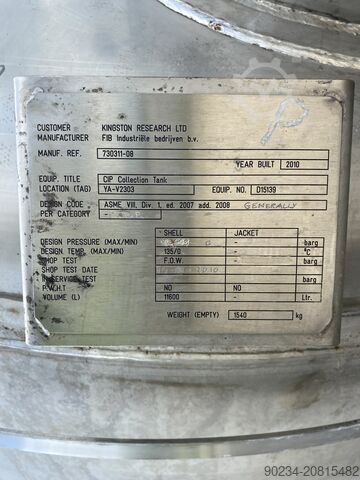 CUSTOMER KINGSTON RESEARCH LTD
MANUFACTURER FIB Industriële bedrijven b.v.
MANUF. REF. 730311-08
YEAR BUILT 2010
EQUIP. TITLE CIP Collection Tank
LOCATION (TAG) YA-V2303 EQUIP. NO. D15139
DESIGN CODE ASME VIII, Div. 1, ed. 2007 add. 2008 GENERALLY
PER CATEGORY -
SHELL JACKET
DESIGN PRESSURE (MAX/MIN) - barg
DESIGN TEMP. (MAX/MIN) 135/0 - °C
SHOP TEST F.O.W. - barg
SHOP TEST DATE -
IN SERVICE TEST - - barg
P.W.H.T NO NO
VOLUME (L) 11600 - Ltr.
WEIGHT (EMPTY) 1540 kg
P
90234-20815482